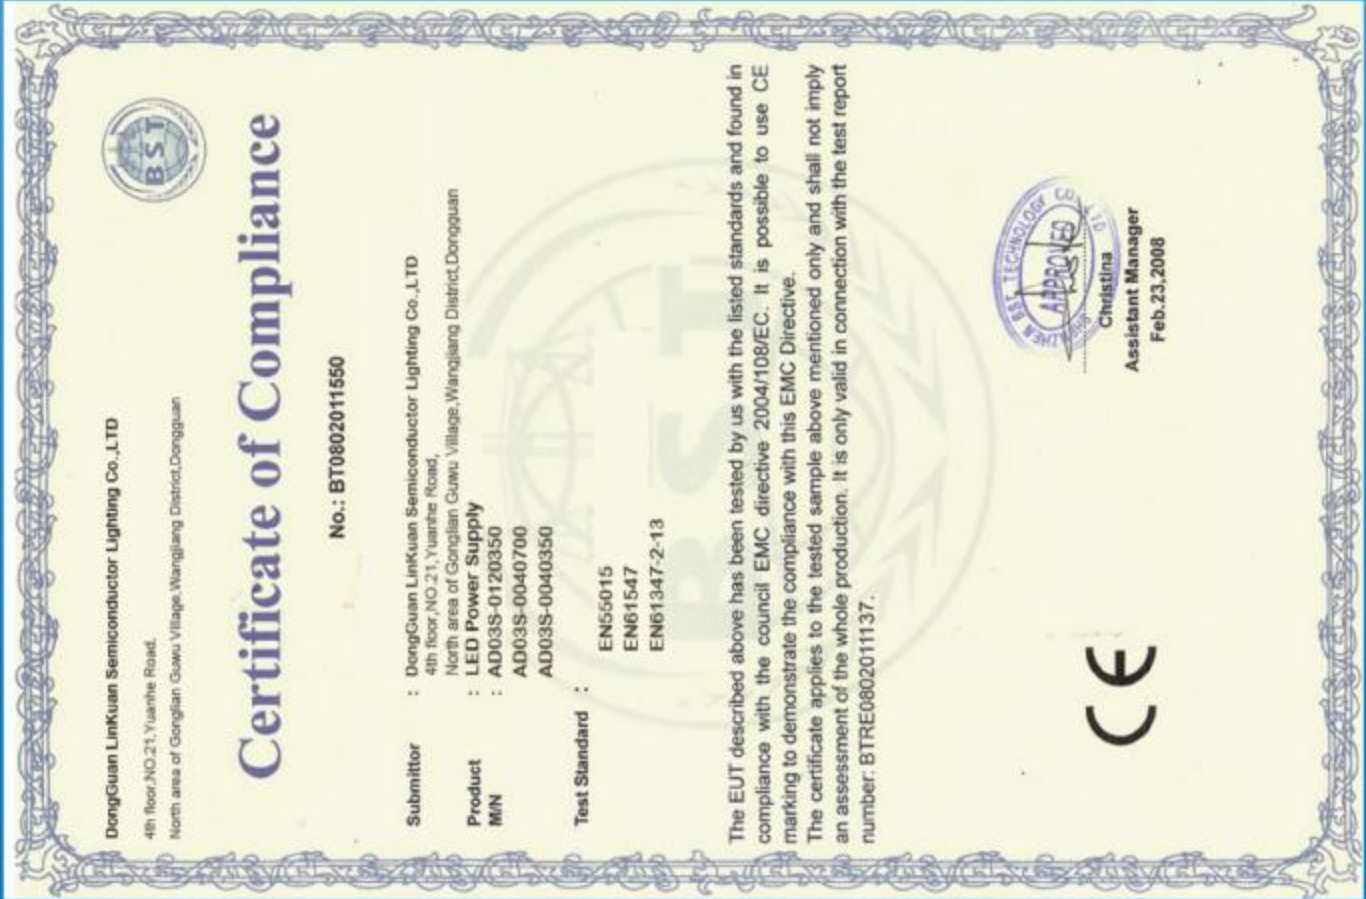 DongGuan LinKuan Semiconductor Lighting Co.,LTD
4th floor,NO.21,Yuanhe Road,
North area of Gonglian Guwu Village,Wangjiang District,Dongguan
BST
Certificate of Compliance
No.: BT0802011550
Submittor : DongGuan LinKuan Semiconductor Lighting Co.,LTD
4th floor,NO.21,Yuanhe Road,
North area of Gonglian Guwu Village,Wangjiang District,Dongguan
Product : LED Power Supply
M/N : AD03S-0120350
AD03S-0040700
AD03S-0040350
Test Standard :
EN55015
EN61547
EN61347-2-13
The EUT described above has been tested by us with the listed standards and found in
compliance with the council EMC directive 2004/108/EC. It is possible to use CE
marking to demonstrate the compliance with this EMC Directive.
The certificate applies to the tested sample above mentioned only and shall not imply
an assessment of the whole production. It is only valid in connection with the test report
number: BTRE0802011137.
BST
CE
BST TECHNOLOGY CO., LTD
APPROVED
Christina
Assistant Manager
Feb.23,2008